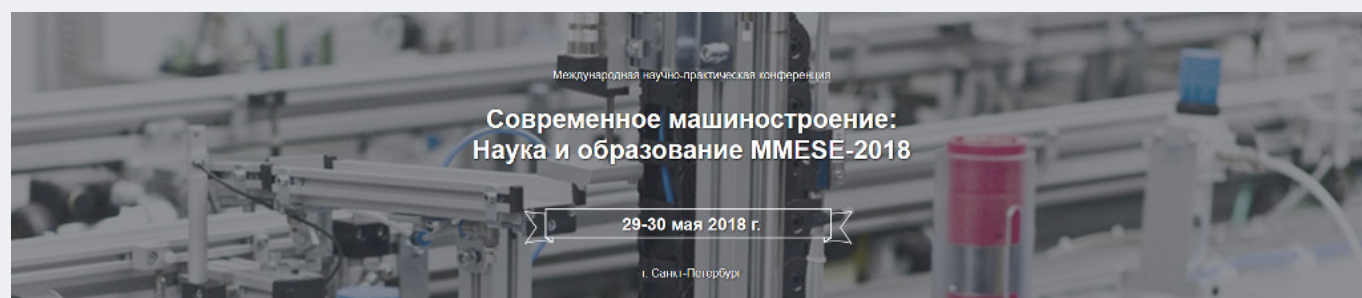 Международная научно-практическая конференция
Современное машиностроение:
Наука и образование MMESE-2018
29-30 мая 2018 г.
г. Санкт-Петербург